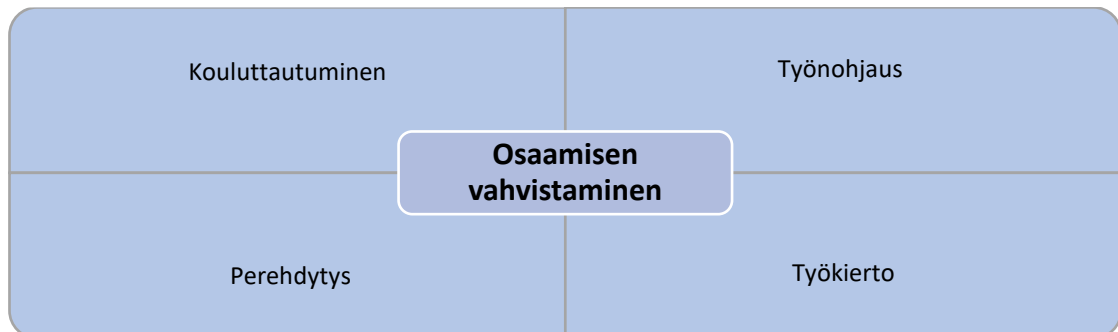 Kouluttautuminen
Työnohjaus
Osaamisen
vahvistaminen
Perehdytys
Työkierto